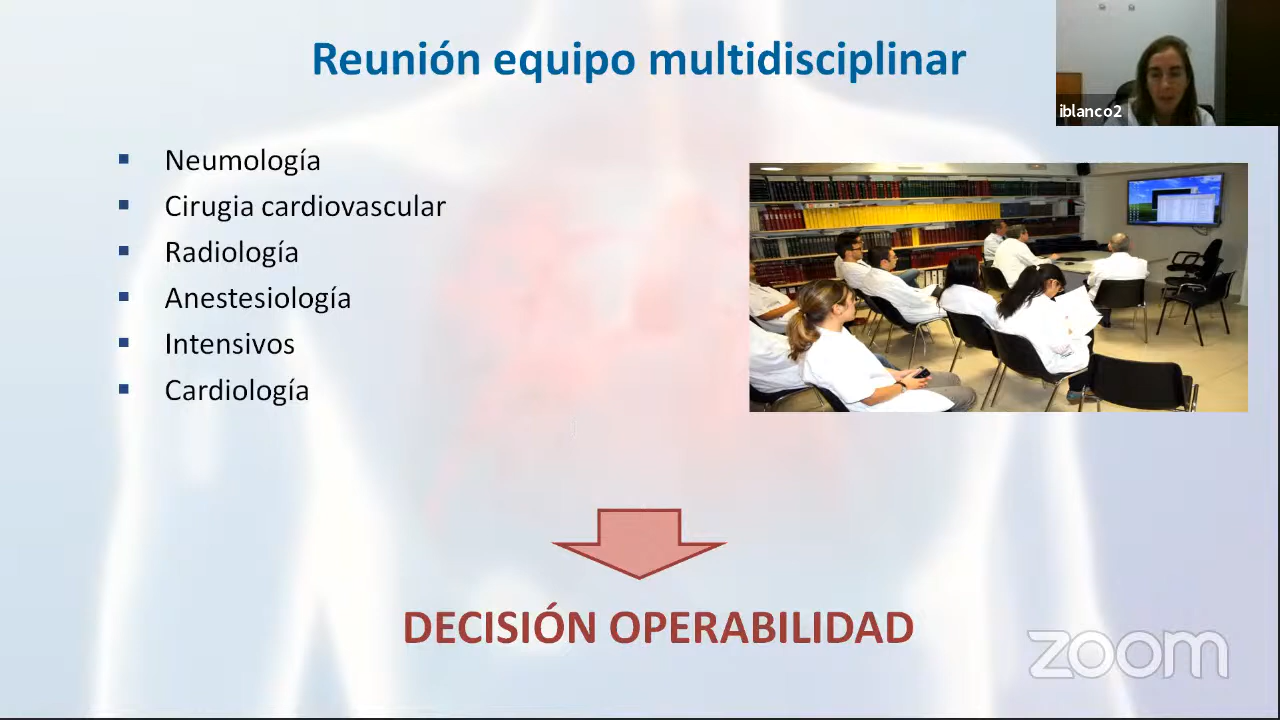 Reunión equipo multidisciplinar
iblanco2
Neumología
Cirugia cardiovascular
Radiología
Anestesiología
Intensivos
Cardiología
DECISIÓN OPERABILIDAD
zoom